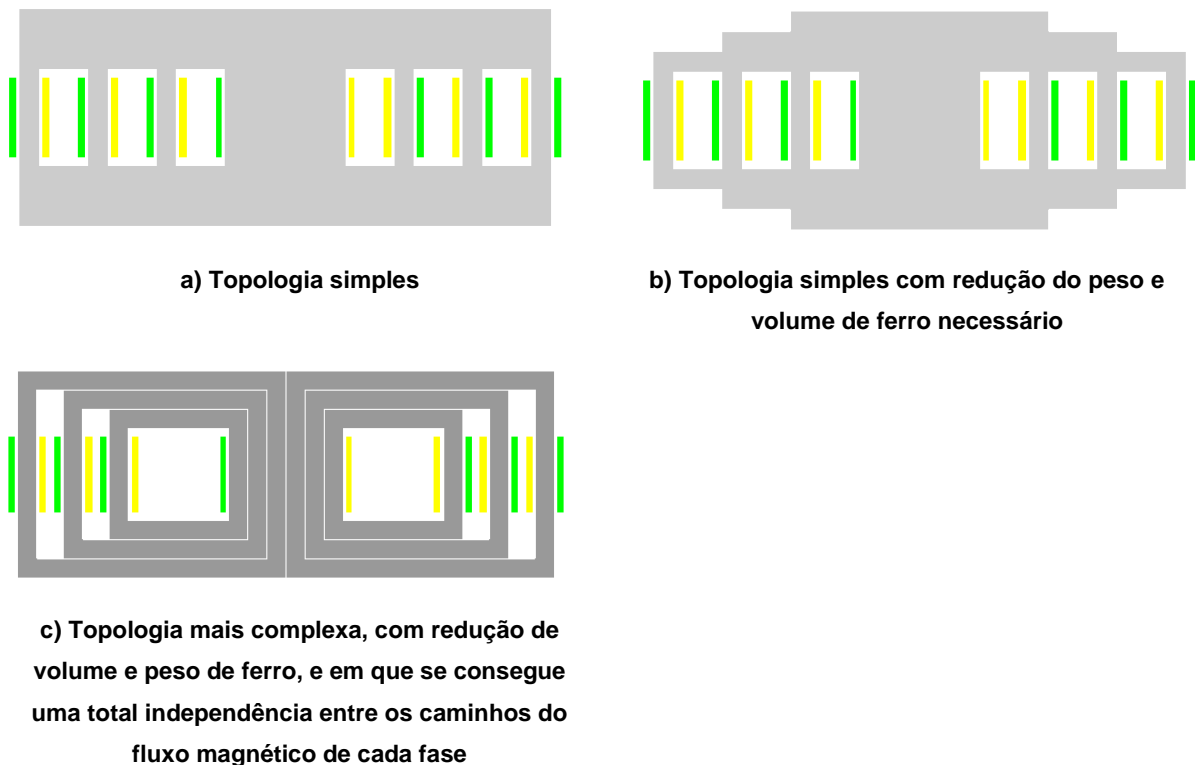 a) Topologia simples
b) Topologia simples com redução do peso e
volume de ferro necessário
c) Topologia mais complexa, com redução de
volume e peso de ferro, e em que se consegue
uma total independência entre os caminhos do
fluxo magnético de cada fase